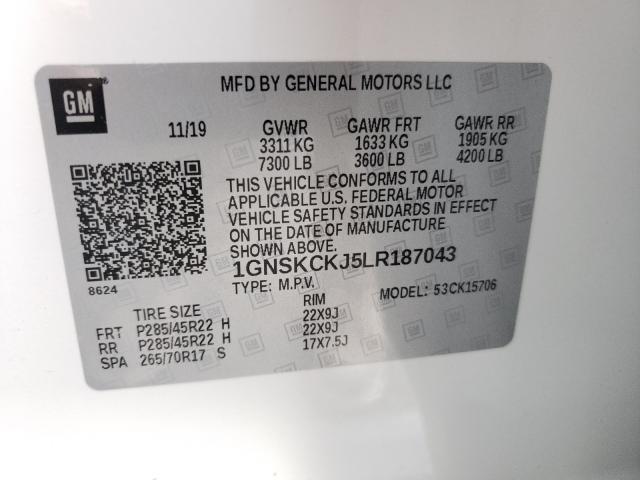 GM ®
MFD BY GENERAL MOTORS LLC
11/19 GVWR GAWR FRT GAWR RR
3311 KG 1633 KG 1905 KG
7300 LB 3600 LB 4200 LB
THIS VEHICLE CONFORMS TO ALL
APPLICABLE U.S. FEDERAL MOTOR
VEHICLE SAFETY STANDARDS IN EFFECT
ON THE DATE OF MANUFACTURE
SHOWN ABOVE.
1GNSKCKJ5LR187043
8624
TYPE: M.P.V. MODEL: 53CK15706
TIRE SIZE RIM
FRT P285/45R22 H 22X9J
RR P285/45R22 H 22X9J
SPA 265/70R17 S 17X7.5J